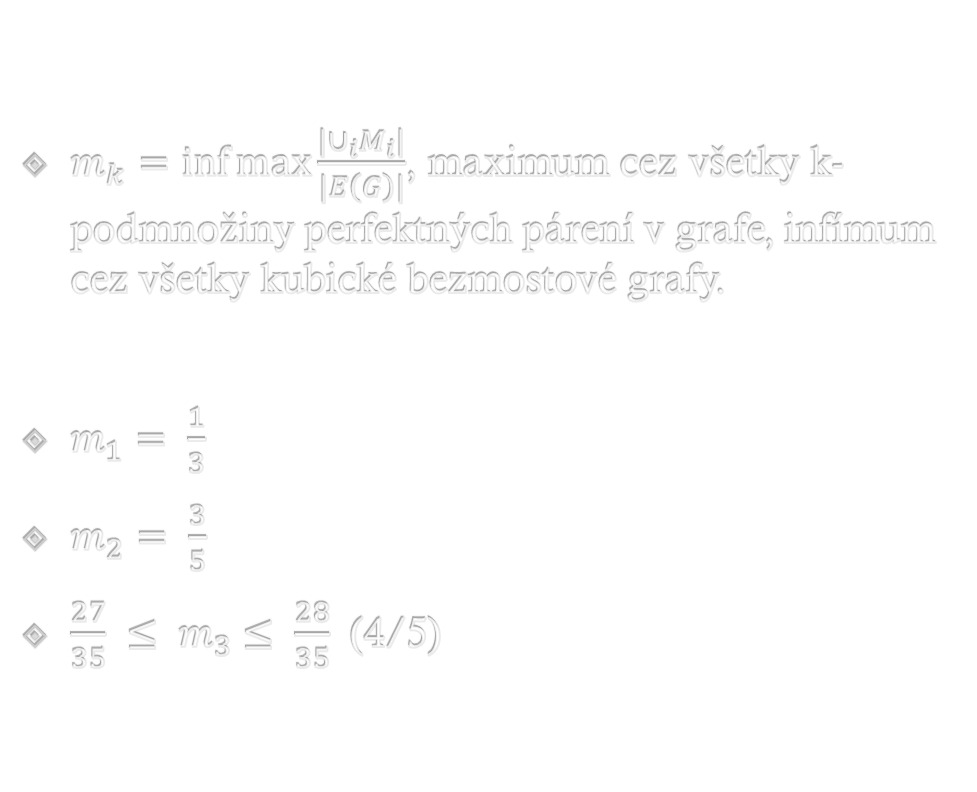 m_k = inf max |∪_i M_i| / |E(G)|, maximum cez všetky k-
podmnožiny perfektných párení v grafe, infímum
cez všetky kubické bezmostové grafy.
m_1 = 1/3
m_2 = 3/5
27/35 ≤ m_3 ≤ 28/35 (4/5)